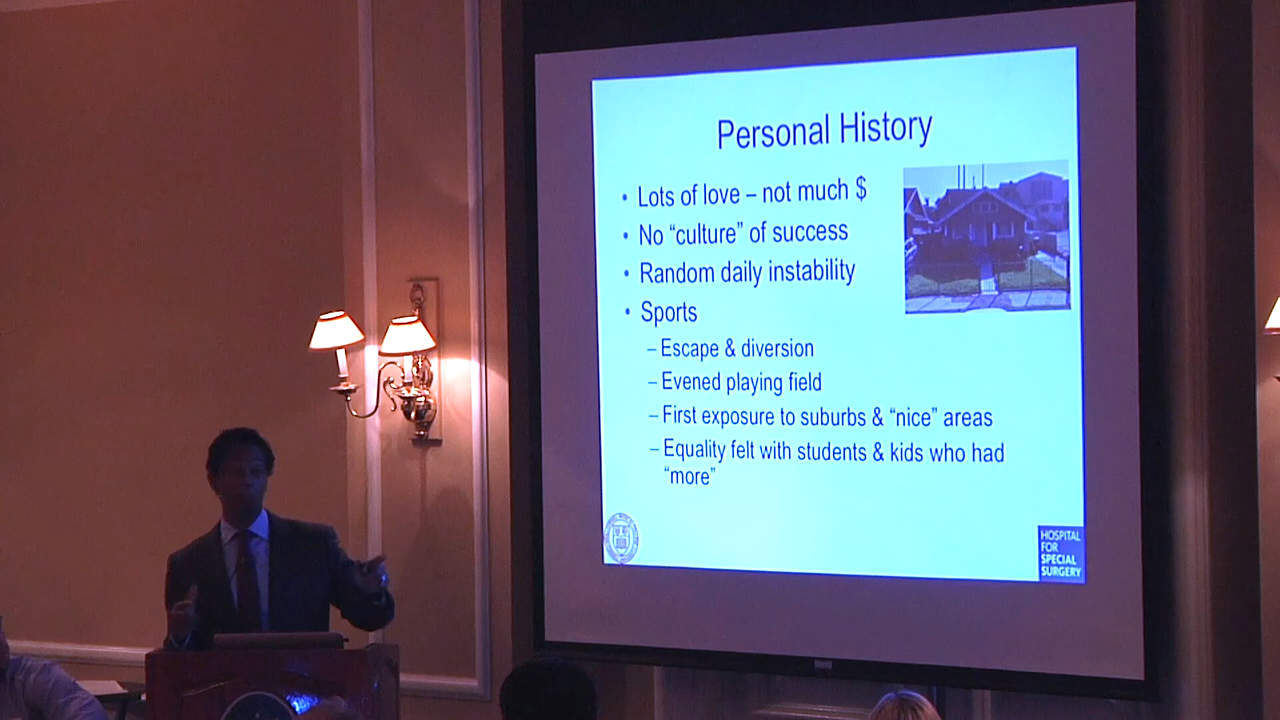 Personal History
• Lots of love – not much $
• No “culture” of success
• Random daily instability
• Sports
– Escape & diversion
– Evened playing field
– First exposure to suburbs & “nice” areas
– Equality felt with students & kids who had
“more”
HOSPITAL
FOR
SPECIAL
SURGERY